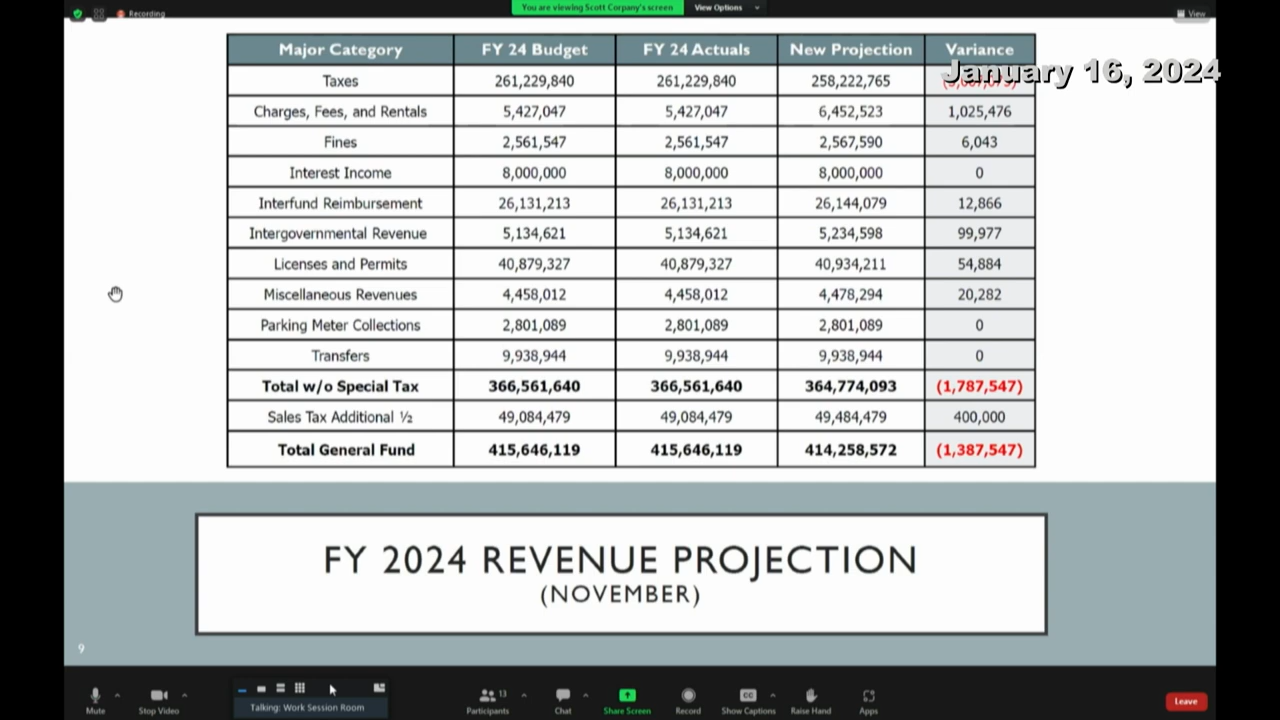 Recording
You are viewing Scott Corpany's screen
View Options
View
January 16, 2024
Major Category FY 24 Budget FY 24 Actuals New Projection Variance
Taxes 261,229,840 261,229,840 258,222,765
Charges, Fees, and Rentals 5,427,047 5,427,047 6,452,523 1,025,476
Fines 2,561,547 2,561,547 2,567,590 6,043
Interest Income 8,000,000 8,000,000 8,000,000 0
Interfund Reimbursement 26,131,213 26,131,213 26,144,079 12,866
Intergovernmental Revenue 5,134,621 5,134,621 5,234,598 99,977
Licenses and Permits 40,879,327 40,879,327 40,934,211 54,884
Miscellaneous Revenues 4,458,012 4,458,012 4,478,294 20,282
Parking Meter Collections 2,801,089 2,801,089 2,801,089 0
Transfers 9,938,944 9,938,944 9,938,944 0
Total w/o Special Tax 366,561,640 366,561,640 364,774,093 (1,787,547)
Sales Tax Additional ½ 49,084,479 49,084,479 49,484,479 400,000
Total General Fund 415,646,119 415,646,119 414,258,572 (1,387,547)
FY 2024 REVENUE PROJECTION
(NOVEMBER)
9
Talking: Work Session Room
Mute
Stop Video
Participants 13
Chat
Share Screen
Record
CC
Show Captions
Raise Hand
Apps
Leave